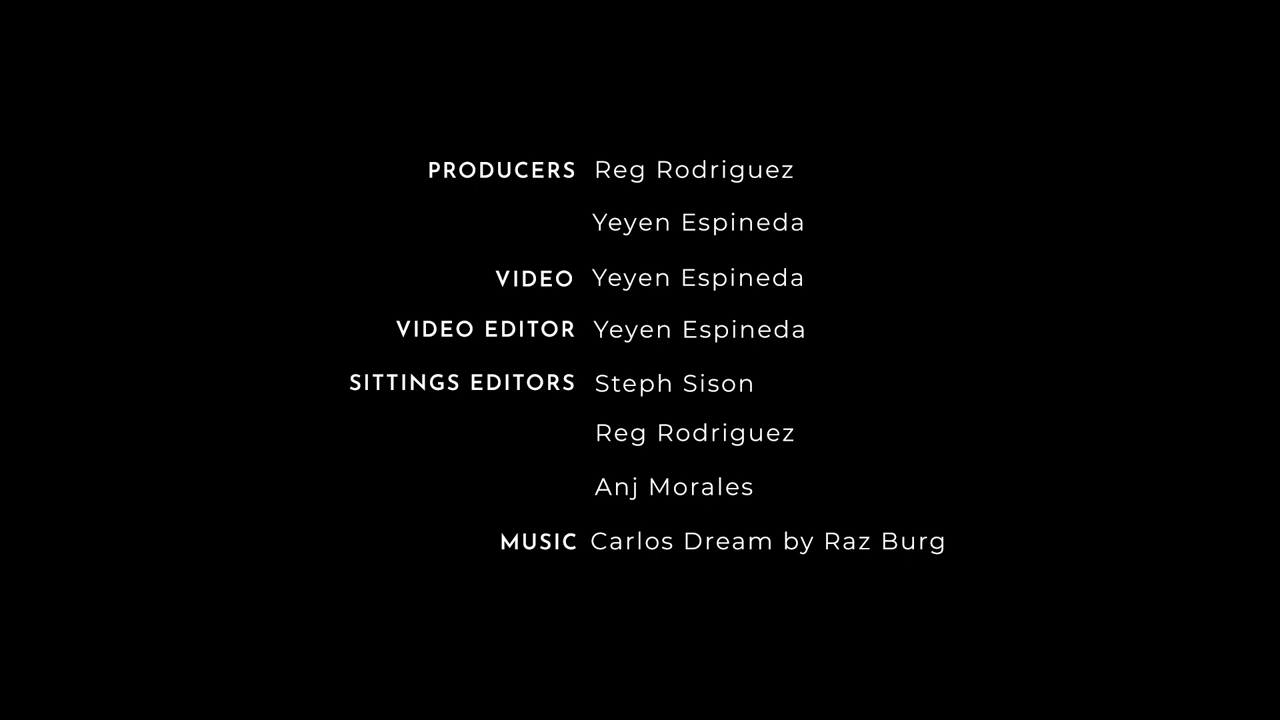 PRODUCERS Reg Rodriguez
Yeyen Espineda
VIDEO Yeyen Espineda
VIDEO EDITOR Yeyen Espineda
SITTINGS EDITORS Steph Sison
Reg Rodriguez
Anj Morales
MUSIC Carlos Dream by Raz Burg